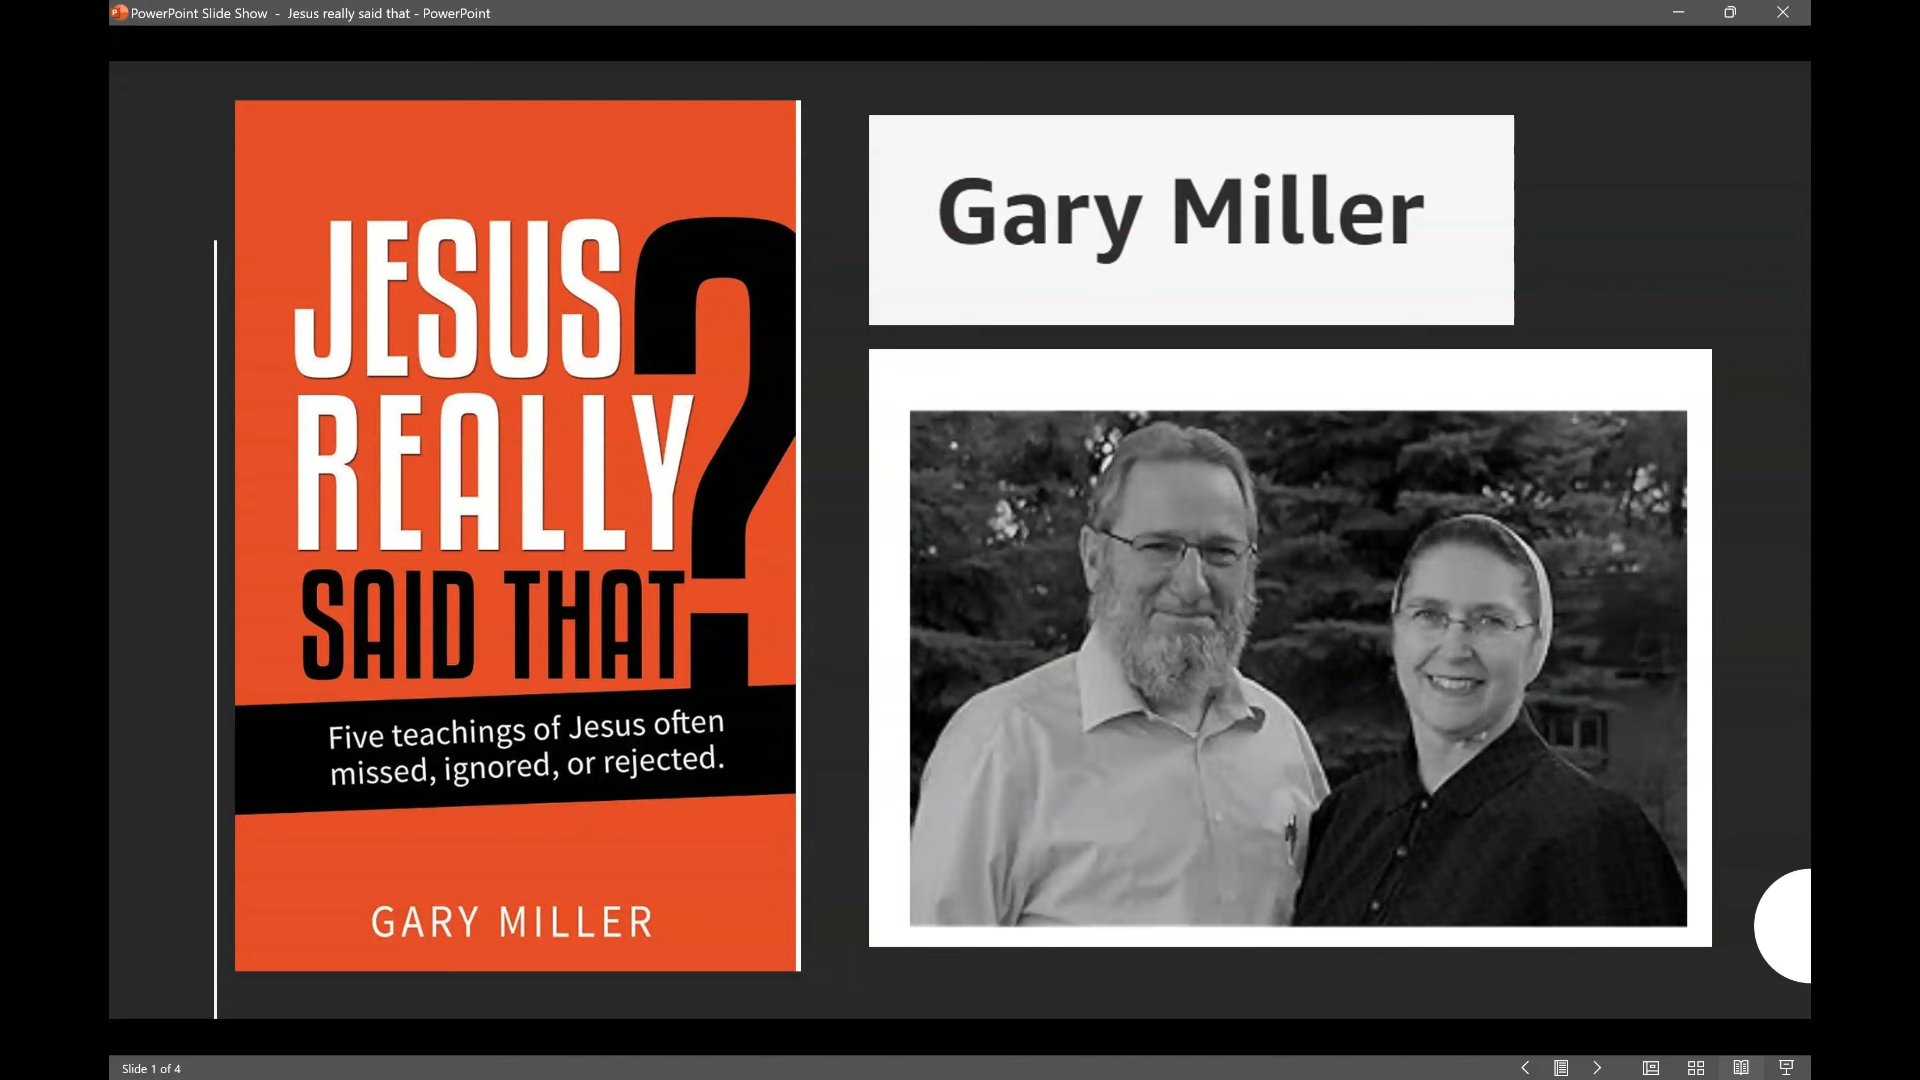 PowerPoint Slide Show - Jesus really said that - PowerPoint
JESUS
REALLY
SAID THAT?
Five teachings of Jesus often
missed, ignored, or rejected.
GARY MILLER
Gary Miller
Slide 1 of 4